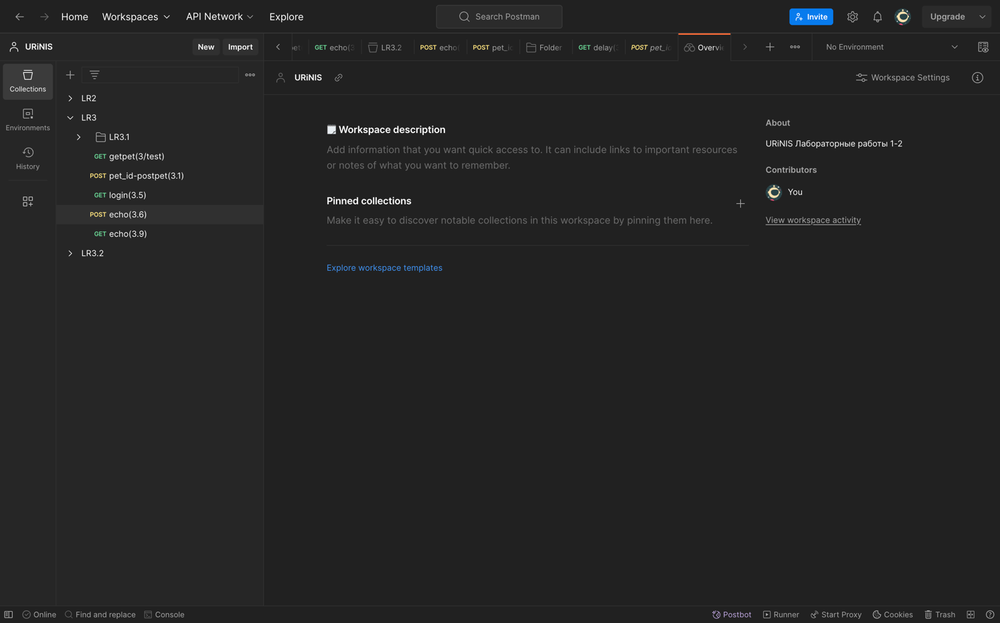 Home Workspaces API Network Explore Search Postman Invite Upgrade
URiNIS New Import
GET echo(3 LR3.2 POST echo( POST pet_ic Folder GET delay(3 POST pet_ic Overvie No Environment
URiNIS Workspace Settings
Collections
Environments
History
LR2
LR3
LR3.1
GET getpet(3/test)
POST pet_id-postpet(3.1)
GET login(3.5)
POST echo(3.6)
GET echo(3.9)
LR3.2
Workspace description
Add information that you want quick access to. It can include links to important resources
or notes of what you want to remember.
Pinned collections
Make it easy to discover notable collections in this workspace by pinning them here.
Explore workspace templates
About
URiNIS Лабораторные работы 1-2
Contributors
You
View workspace activity
Online Find and replace Console Postbot Runner Start Proxy Cookies Trash